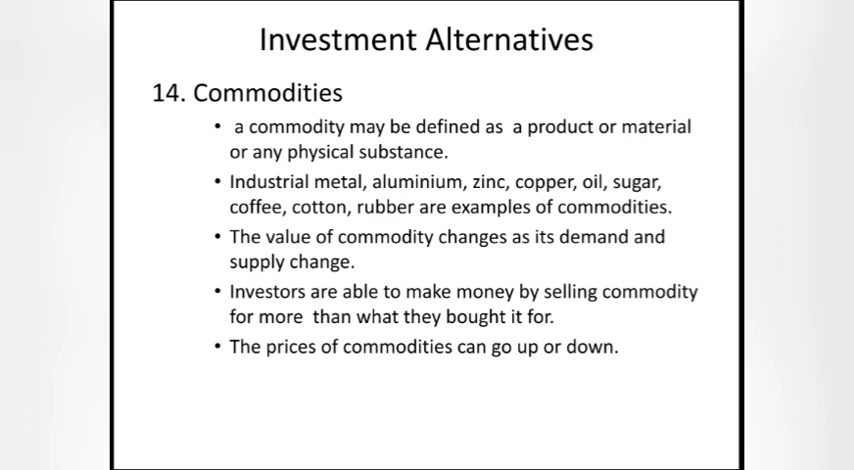 Investment Alternatives
14. Commodities
• a commodity may be defined as a product or material
or any physical substance.
• Industrial metal, aluminium, zinc, copper, oil, sugar,
coffee, cotton, rubber are examples of commodities.
• The value of commodity changes as its demand and
supply change.
• Investors are able to make money by selling commodity
for more than what they bought it for.
• The prices of commodities can go up or down.